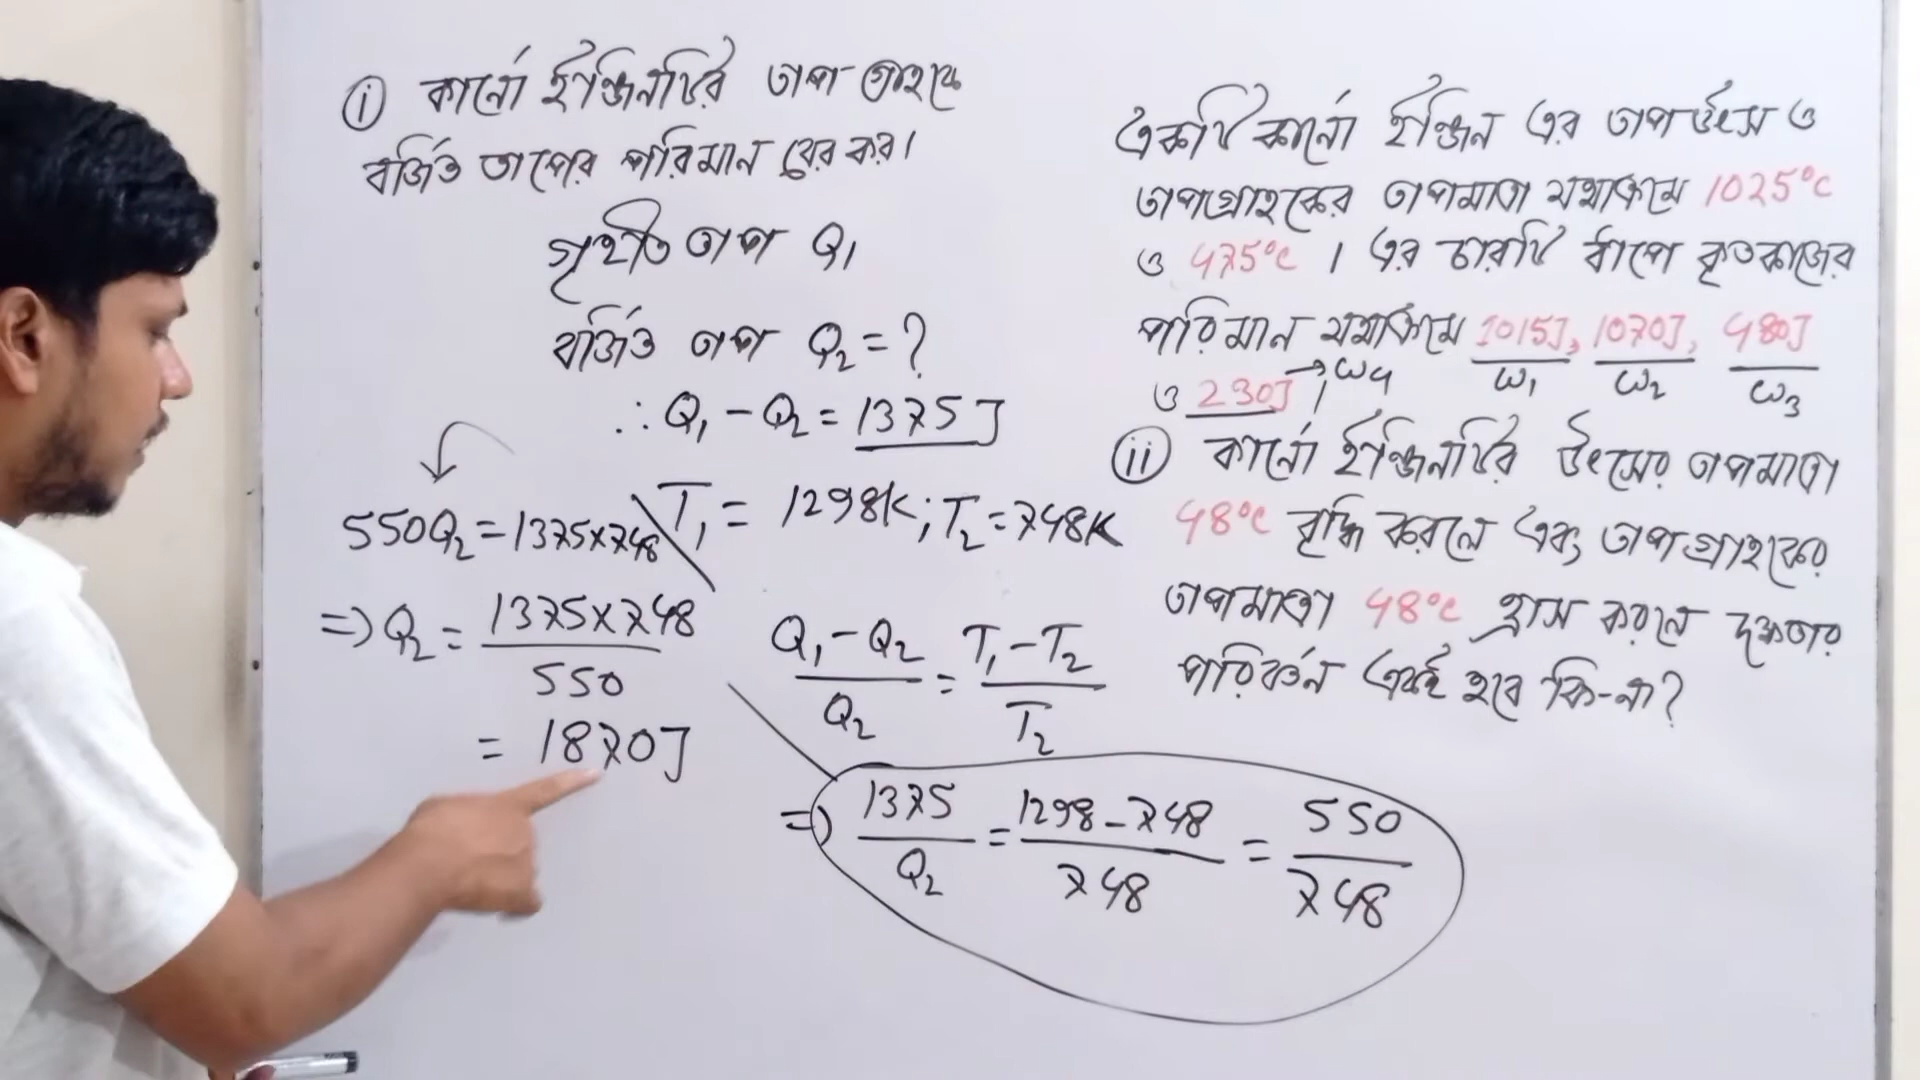 i) কার্নো ইঞ্জিনটির তাপ গ্রাহকে
বর্জিত তাপের পরিমান বের কর।
গৃহীত তাপ Q₁
বর্জিত তাপ Q₂ = ?
∴ Q₁ - Q₂ = 1375 J
T₁ = 1298K; T₂ = 748K
(Q₁ - Q₂)/Q₂ = (T₁ - T₂)/T₂
=> 1375/Q₂ = (1298 - 748)/748 = 550/748
550Q₂ = 1375×748
=> Q₂ = (1375×748)/550
= 1870J
একটি কার্নো ইঞ্জিন এর তাপ উৎস ও
তাপগ্রাহকের তাপমাত্রা যথাক্রমে 1025°C
ও 475°C । এর চারটি ধাপে কৃতকাজের
পরিমান যথাক্রমে 1015J, 1070J, 480J
ω₁ ω₂ ω₃
ও 230J । → ω₄
ii) কার্নো ইঞ্জিনটির উৎসের তাপমাত্রা
48°C বৃদ্ধি করলে এবং তাপগ্রাহকের
তাপমাত্রা 48°C হ্রাস করলে দক্ষতার
পরিবর্তন একই হবে কি-না?